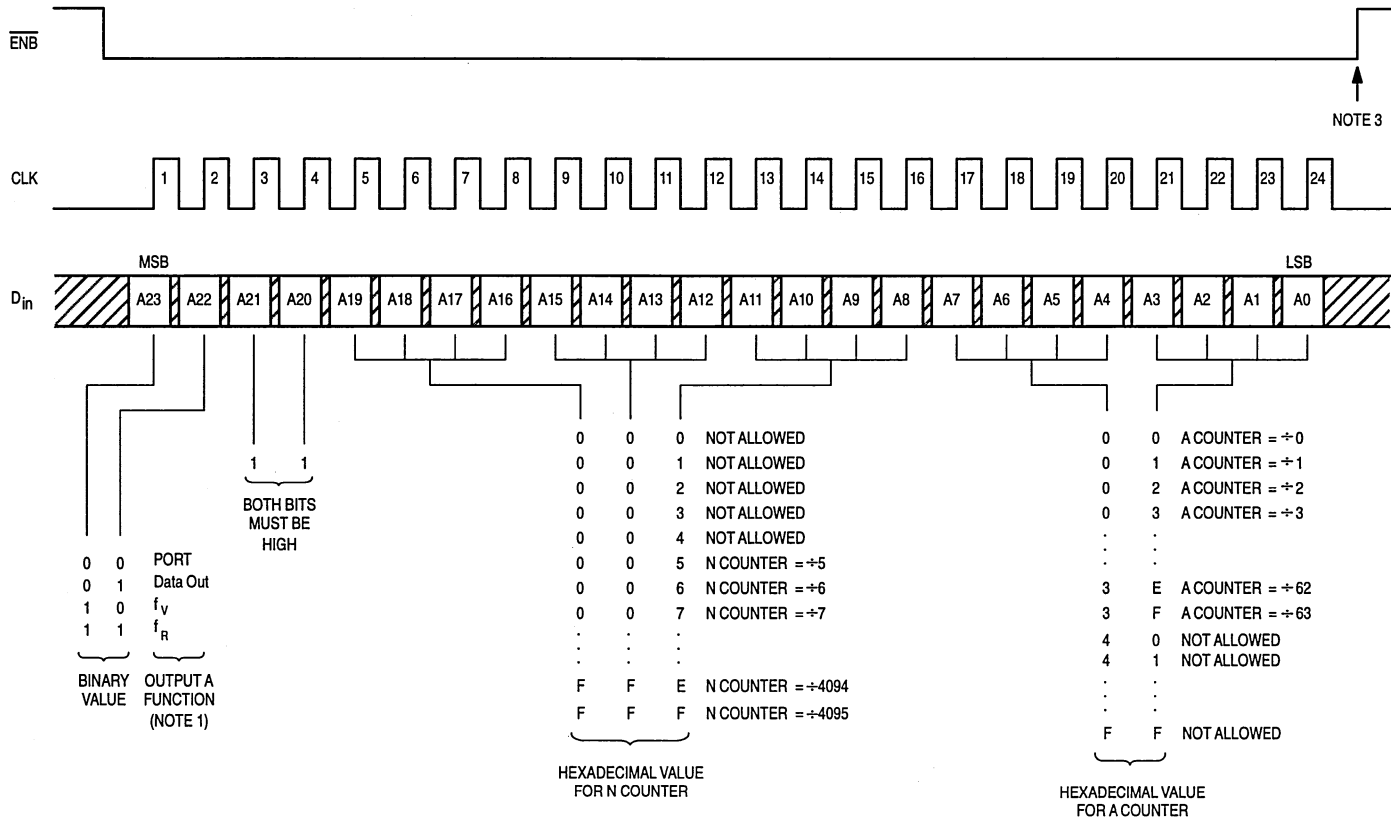 ENB
NOTE 3
CLK
1 2 3 4 5 6 7 8 9 10 11 12 13 14 15 16 17 18 19 20 21 22 23 24
MSB
LSB
Din
A23 A22 A21 A20 A19 A18 A17 A16 A15 A14 A13 A12 A11 A10 A9 A8 A7 A6 A5 A4 A3 A2 A1 A0
0 0 PORT
0 1 Data Out
1 0 fV
1 1 fR
BINARY
VALUE
OUTPUT A
FUNCTION
(NOTE 1)
1 1
BOTH BITS
MUST BE
HIGH
0 0 0 NOT ALLOWED
0 0 1 NOT ALLOWED
0 0 2 NOT ALLOWED
0 0 3 NOT ALLOWED
0 0 4 NOT ALLOWED
0 0 5 N COUNTER = ÷5
0 0 6 N COUNTER = ÷6
0 0 7 N COUNTER = ÷7
. . .
. . .
F F E N COUNTER = ÷4094
F F F N COUNTER = ÷4095
HEXADECIMAL VALUE
FOR N COUNTER
0 0 A COUNTER = ÷0
0 1 A COUNTER = ÷1
0 2 A COUNTER = ÷2
0 3 A COUNTER = ÷3
. .
. .
3 E A COUNTER = ÷62
3 F A COUNTER = ÷63
4 0 NOT ALLOWED
4 1 NOT ALLOWED
. .
. .
F F NOT ALLOWED
HEXADECIMAL VALUE
FOR A COUNTER